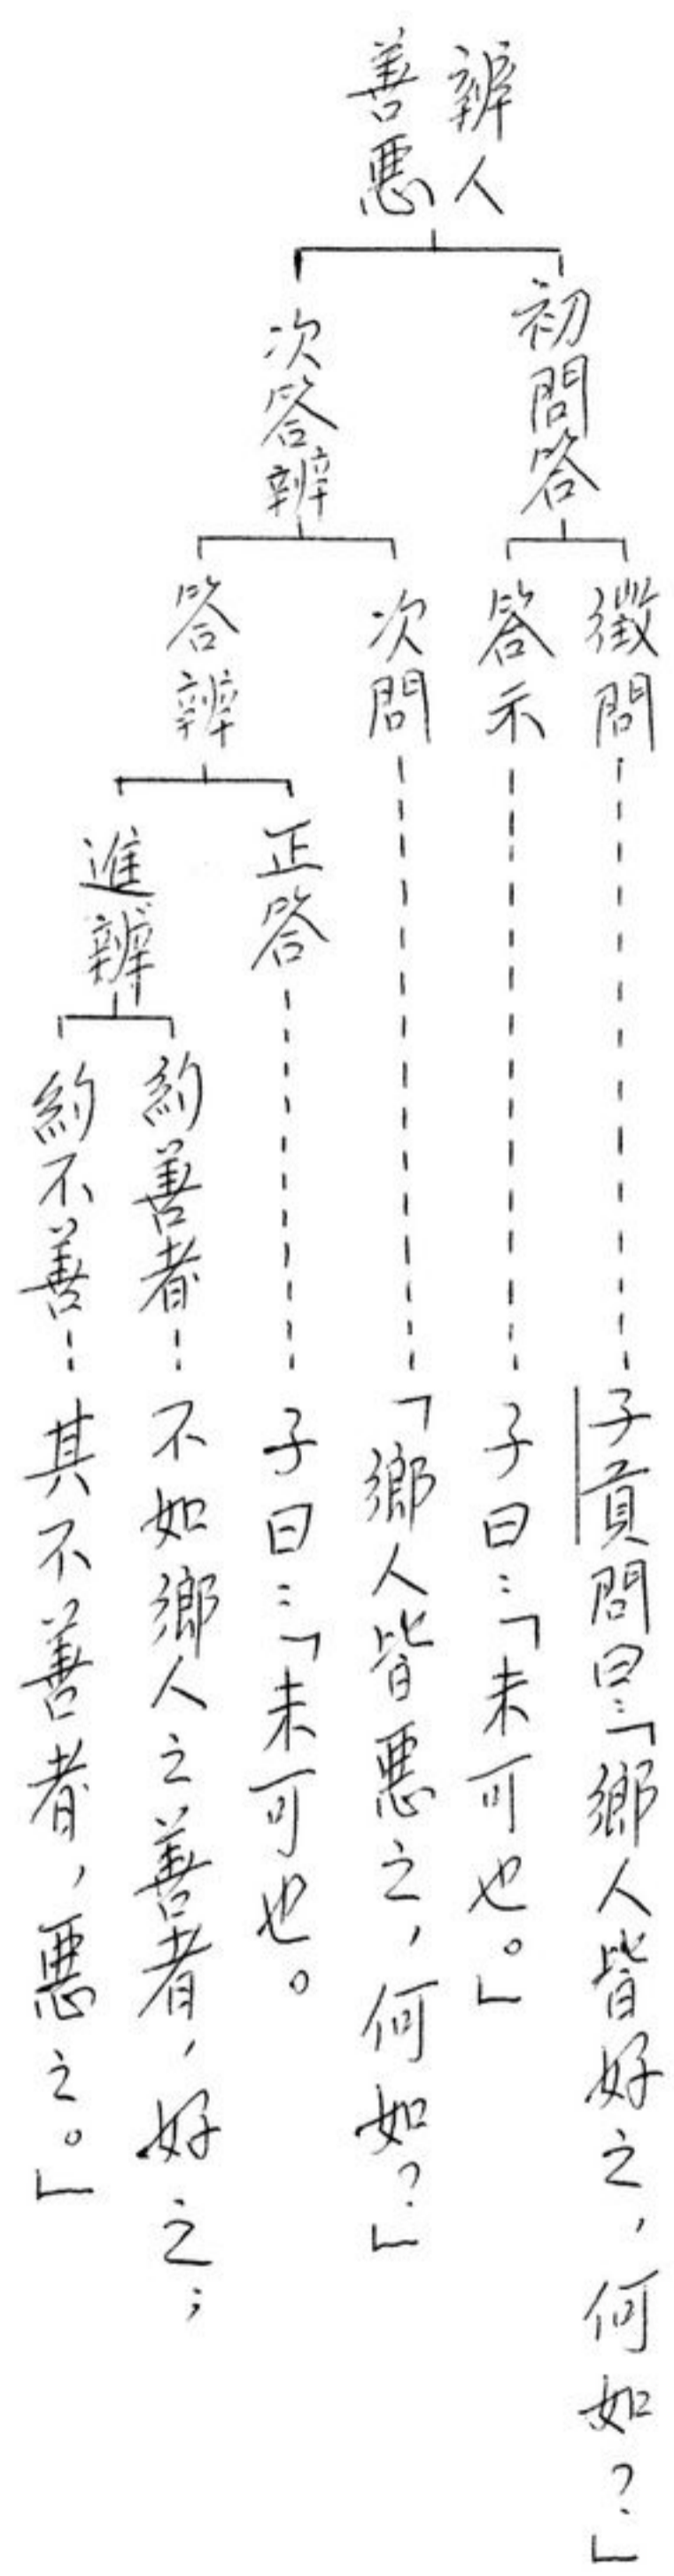 辨人
善惡
初問答
次答辨
徵問
答示
次問
答辨
正答
進辨
約善者
約不善
子貢問曰:「鄉人皆好之,何如?」
子曰:「未可也。」
「鄉人皆惡之,何如?」
子曰:「未可也。
不如鄉人之善者,好之;
其不善者,惡之。」